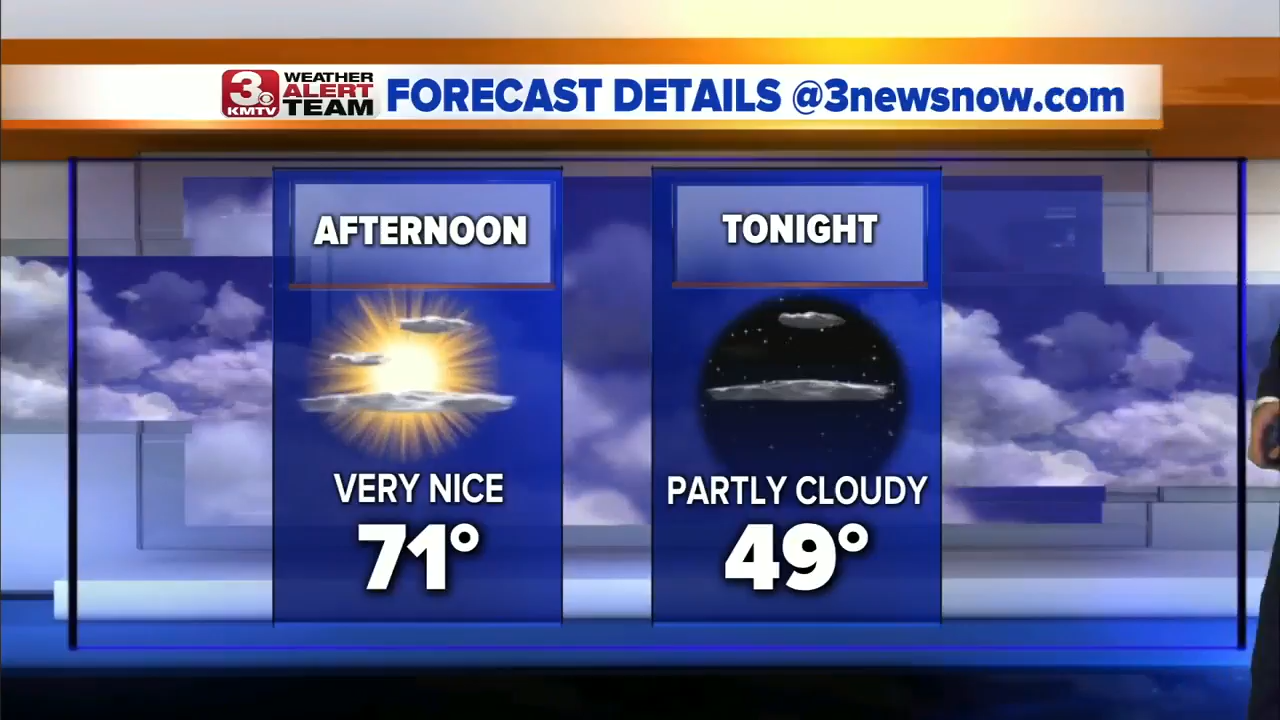 3 KMTV WEATHER ALERT TEAM FORECAST DETAILS @3newsnow.com
AFTERNOON
VERY NICE
71°
TONIGHT
PARTLY CLOUDY
49°